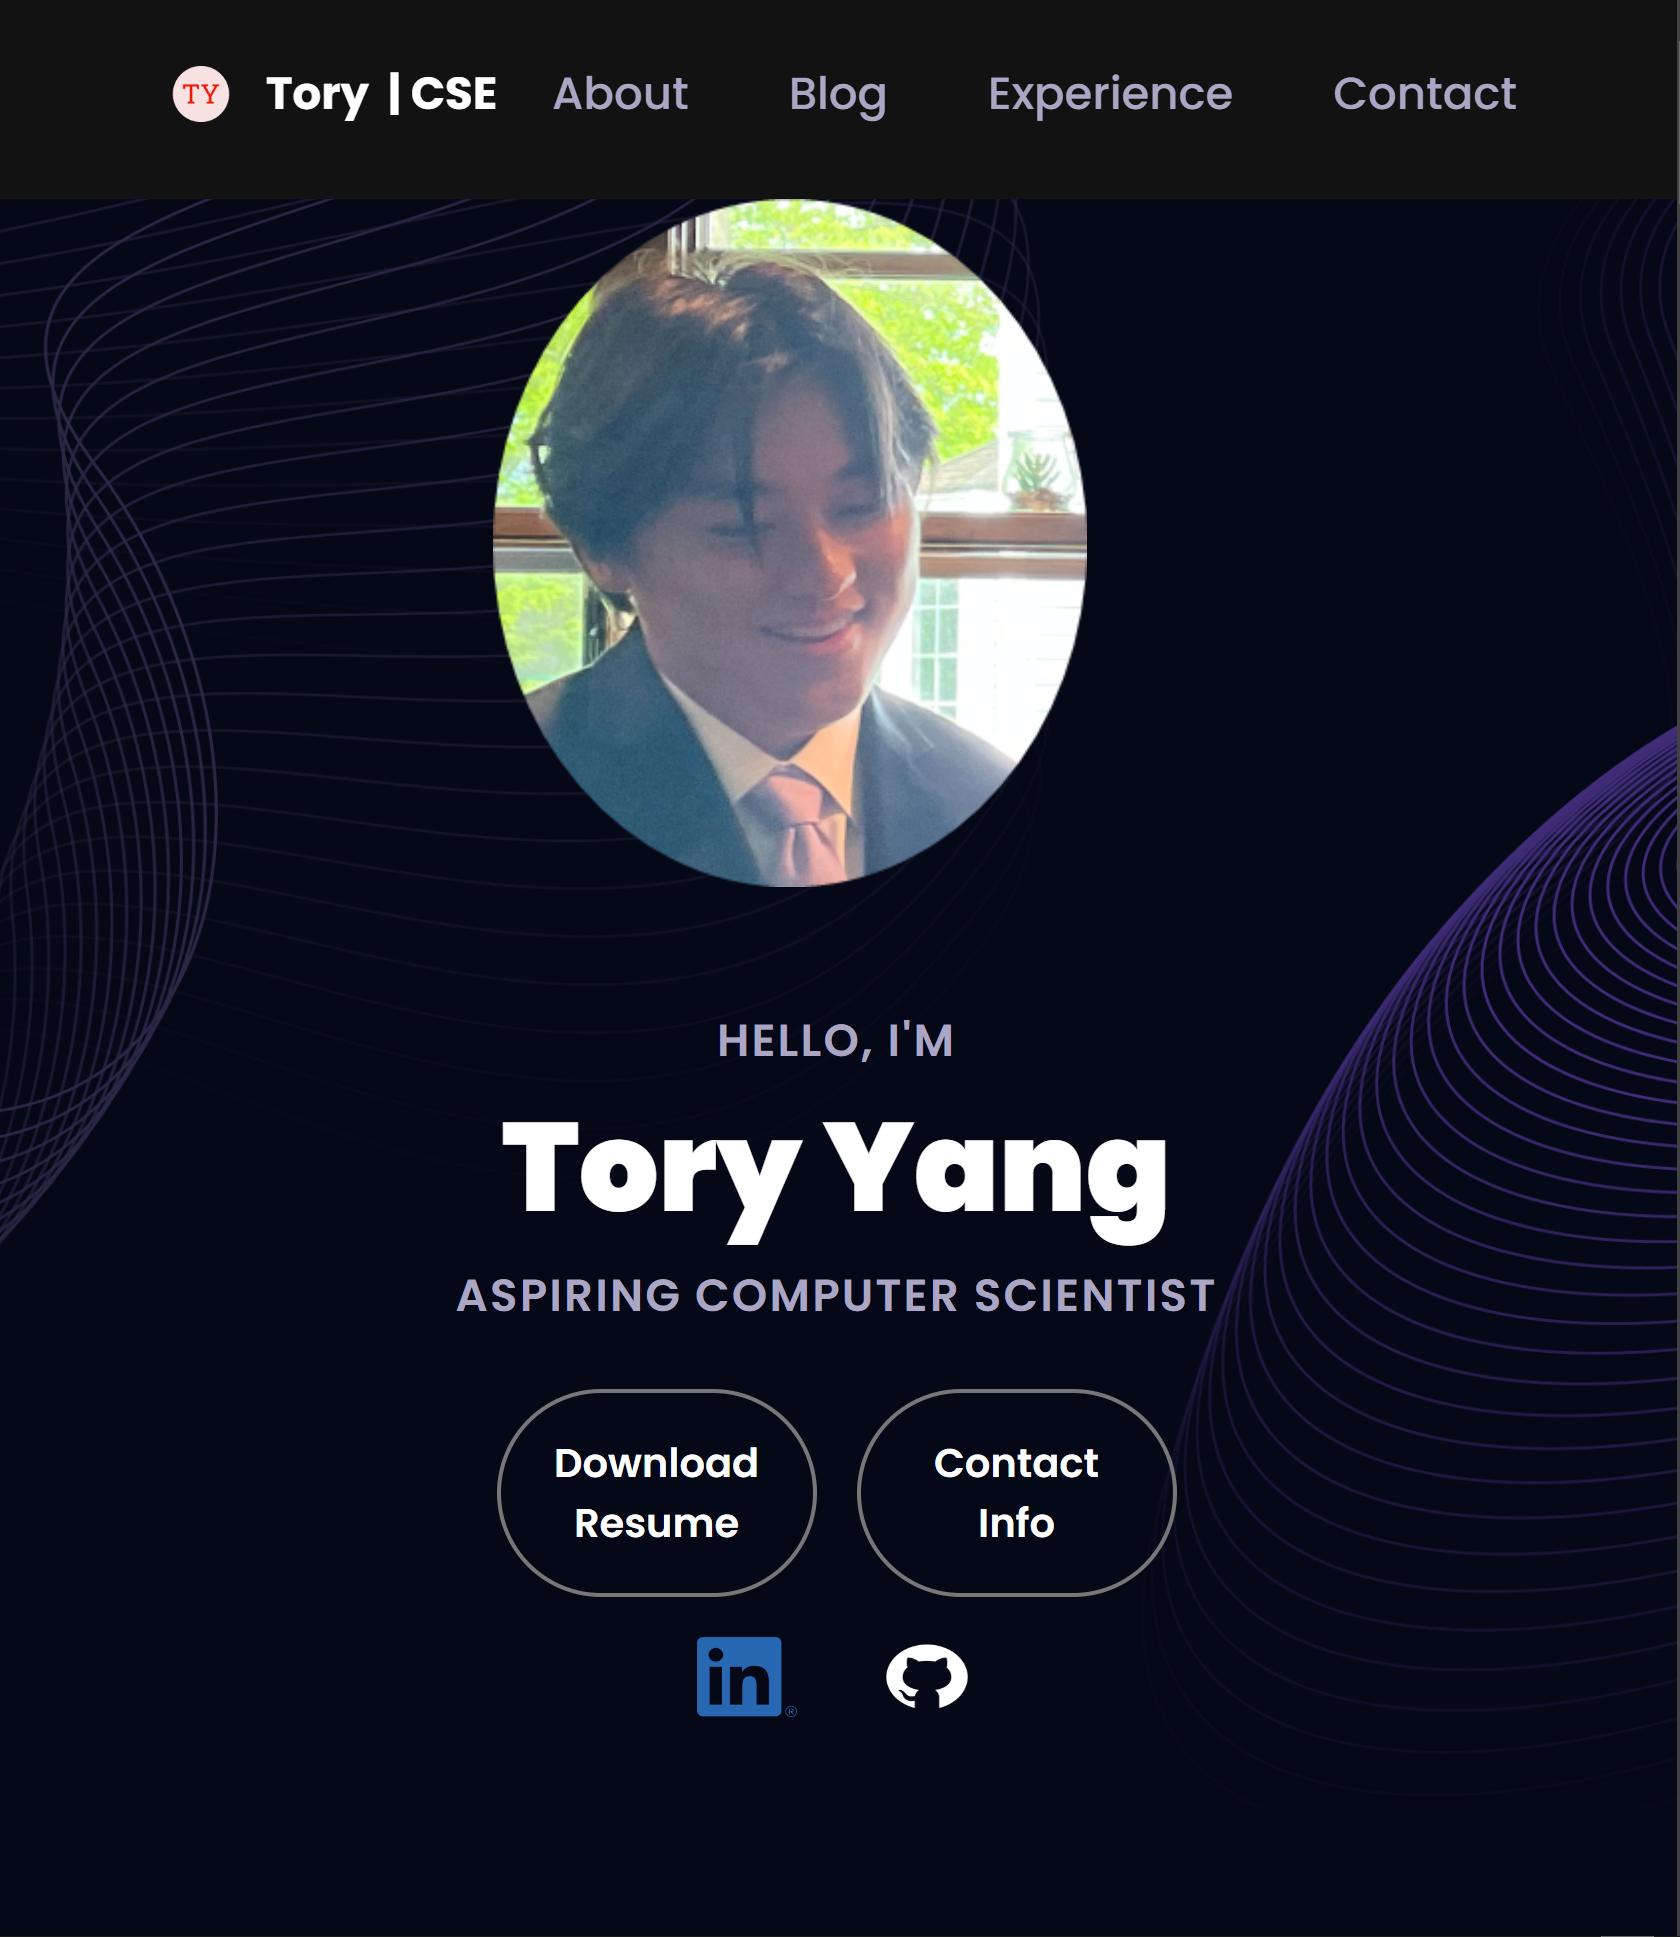 TY Tory | CSE About Blog Experience Contact
HELLO, I'M
Tory Yang
ASPIRING COMPUTER SCIENTIST
Download
Resume
Contact
Info
in ®